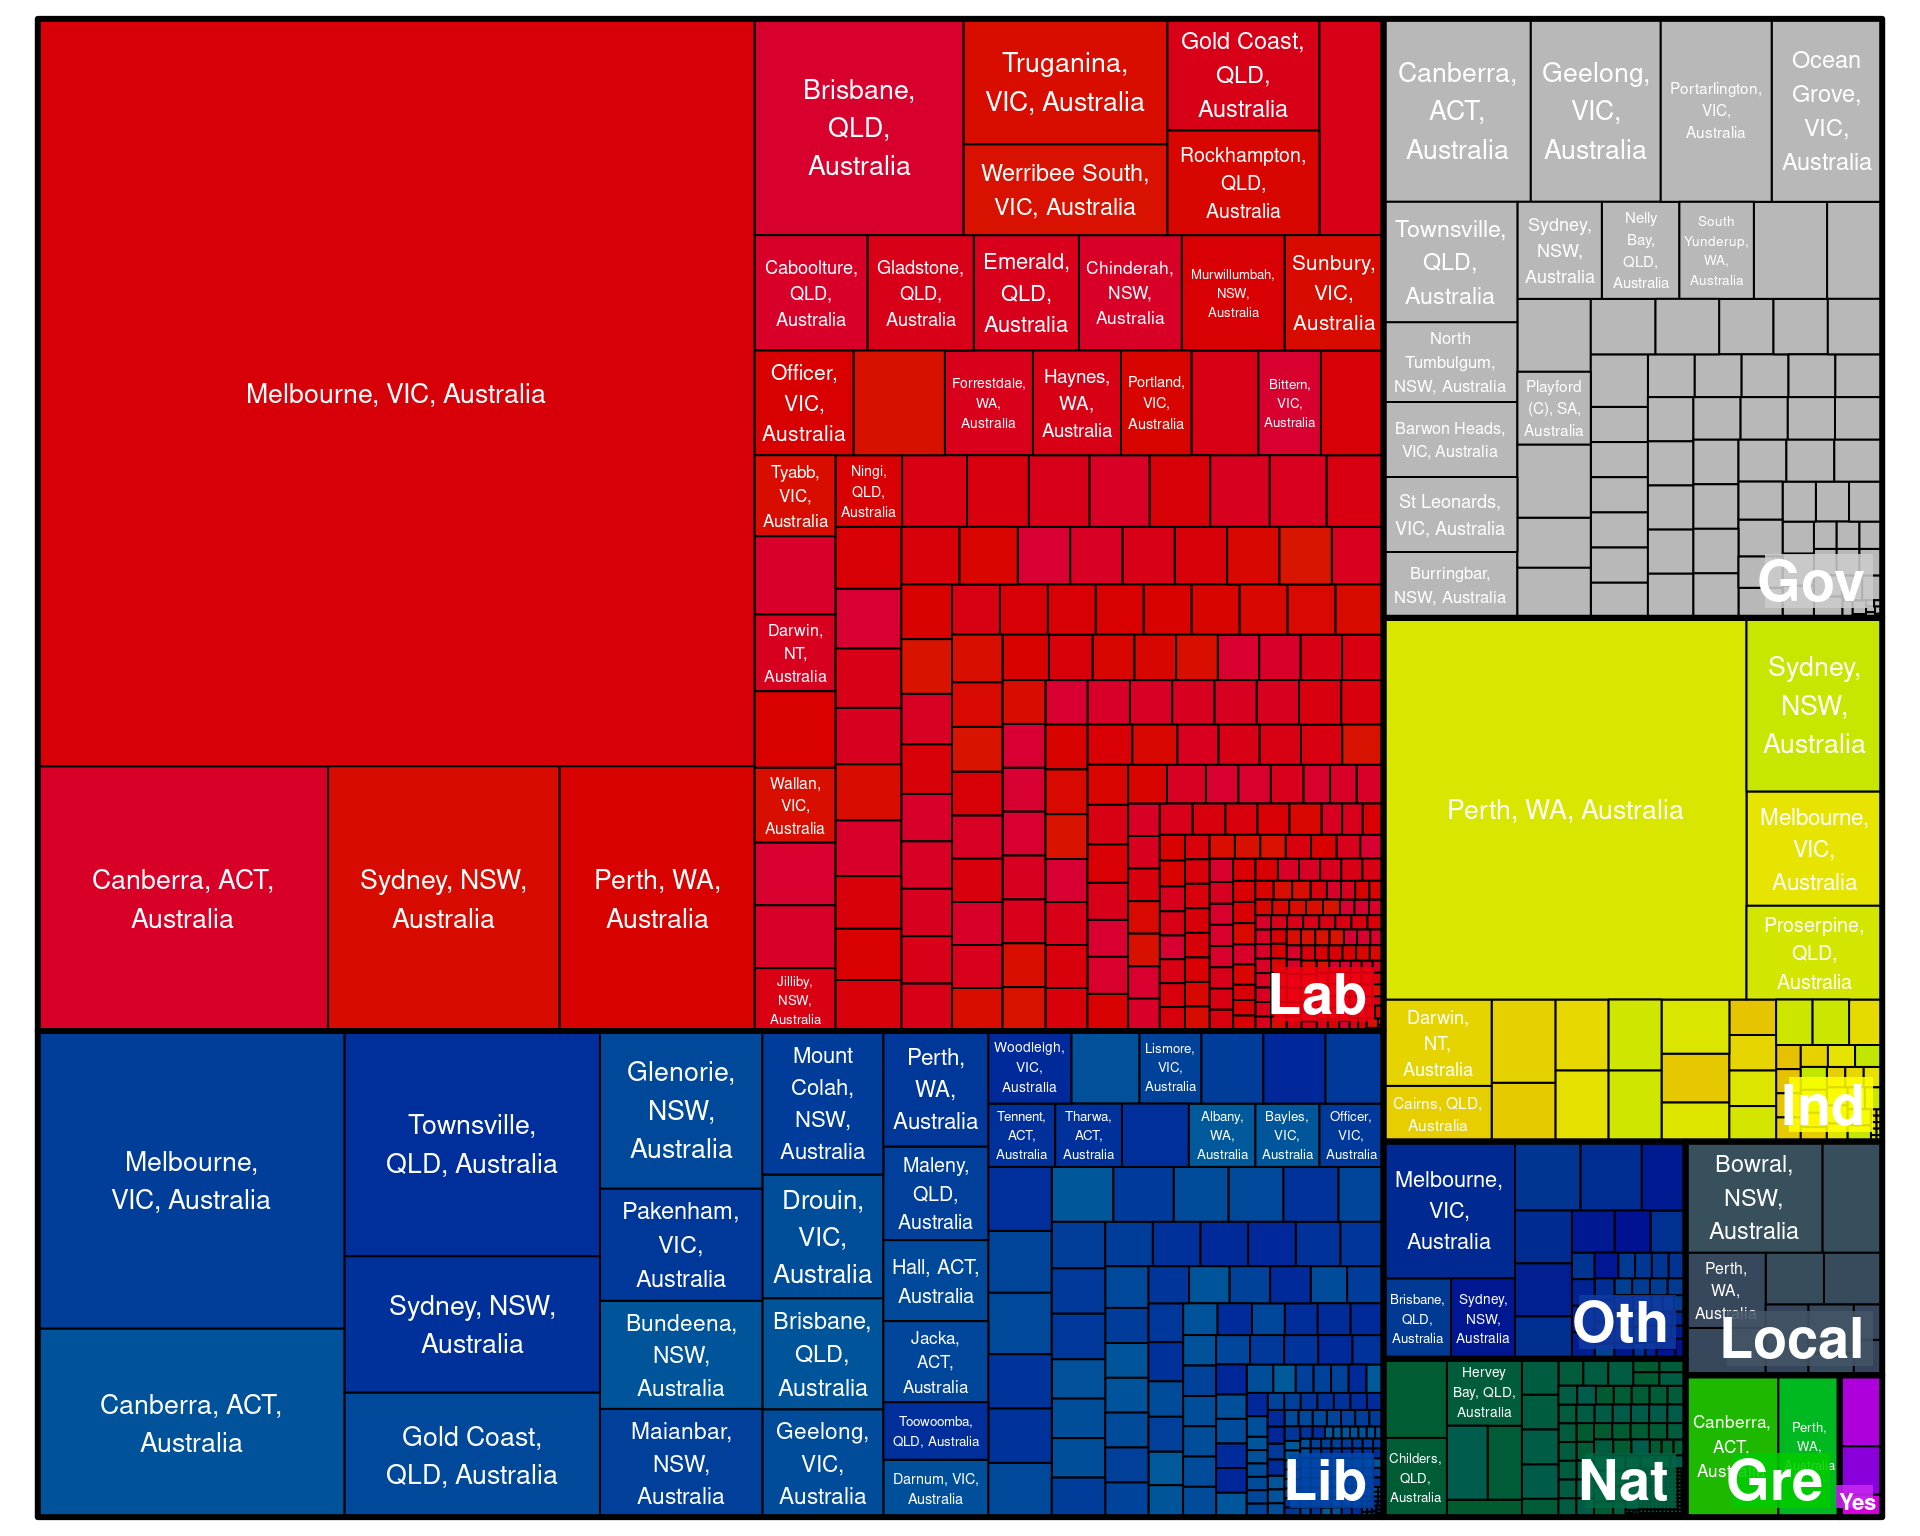 Melbourne, VIC, Australia
Canberra, ACT,
Australia
Sydney, NSW,
Australia
Perth, WA,
Australia
Brisbane,
QLD,
Australia
Truganina,
VIC, Australia
Werribee South,
VIC, Australia
Gold Coast,
QLD,
Australia
Rockhampton,
QLD,
Australia
Caboolture,
QLD,
Australia
Gladstone,
QLD,
Australia
Emerald,
QLD,
Australia
Chinderah,
NSW,
Australia
Murwillumbah,
NSW,
Australia
Sunbury,
VIC,
Australia
Officer,
VIC,
Australia
Forrestdale,
WA,
Australia
Haynes,
WA,
Australia
Portland,
VIC,
Australia
Bittern,
VIC,
Australia
Tyabb,
VIC,
Australia
Ningi,
QLD,
Australia
Darwin,
NT,
Australia
Wallan,
VIC,
Australia
Jilliby,
NSW,
Australia
Lab
Canberra,
ACT,
Australia
Geelong,
VIC,
Australia
Portarlington,
VIC,
Australia
Ocean
Grove,
VIC,
Australia
Townsville,
QLD,
Australia
Sydney,
NSW,
Australia
Nelly
Bay,
QLD,
Australia
South
Yunderup,
WA,
Australia
North
Tumbulgum,
NSW, Australia
Playford
(C), SA,
Australia
Barwon Heads,
VIC, Australia
St Leonards,
VIC, Australia
Burringbar,
NSW, Australia
Gov
Perth, WA, Australia
Sydney,
NSW,
Australia
Melbourne,
VIC,
Australia
Proserpine,
QLD,
Australia
Darwin,
NT,
Australia
Cairns, QLD,
Australia
Ind
Melbourne,
VIC, Australia
Canberra, ACT,
Australia
Townsville,
QLD, Australia
Sydney, NSW,
Australia
Gold Coast,
QLD, Australia
Glenorie,
NSW,
Australia
Pakenham,
VIC,
Australia
Bundeena,
NSW,
Australia
Maianbar,
NSW,
Australia
Mount
Colah,
NSW,
Australia
Drouin,
VIC,
Australia
Brisbane,
QLD,
Australia
Geelong,
VIC,
Australia
Perth,
WA,
Australia
Maleny,
QLD,
Australia
Hall, ACT,
Australia
Jacka,
ACT,
Australia
Toowoomba,
QLD, Australia
Darnum, VIC,
Australia
Woodleigh,
VIC,
Australia
Lismore,
VIC,
Australia
Tennent,
ACT,
Australia
Tharwa,
ACT,
Australia
Albany,
WA,
Australia
Bayles,
VIC,
Australia
Officer,
VIC,
Australia
Lib
Melbourne,
VIC,
Australia
Brisbane,
QLD,
Australia
Sydney,
NSW,
Australia
Oth
Bowral,
NSW,
Australia
Perth,
WA,
Australia
Local
Hervey
Bay, QLD,
Australia
Childers,
QLD,
Australia
Nat
Canberra,
ACT,
Australia
Perth,
WA,
Australia
Gre
Yes